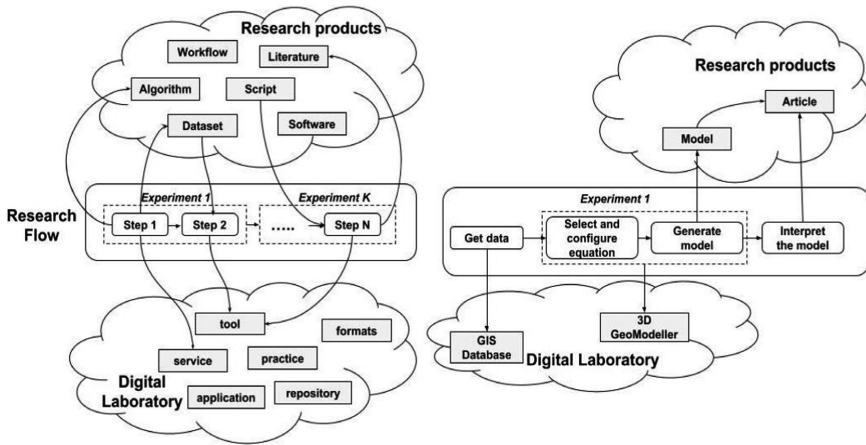 Research products
Workflow
Literature
Algorithm
Script
Dataset
Software
Research
Flow
Experiment 1
Experiment K
Step 1
Step 2
.....
Step N
tool
formats
service
practice
Digital
Laboratory
application
repository
Research products
Article
Model
Experiment 1
Get data
Select and
configure
equation
Generate
model
Interpret
the model
GIS
Database
3D
GeoModeller
Digital Laboratory